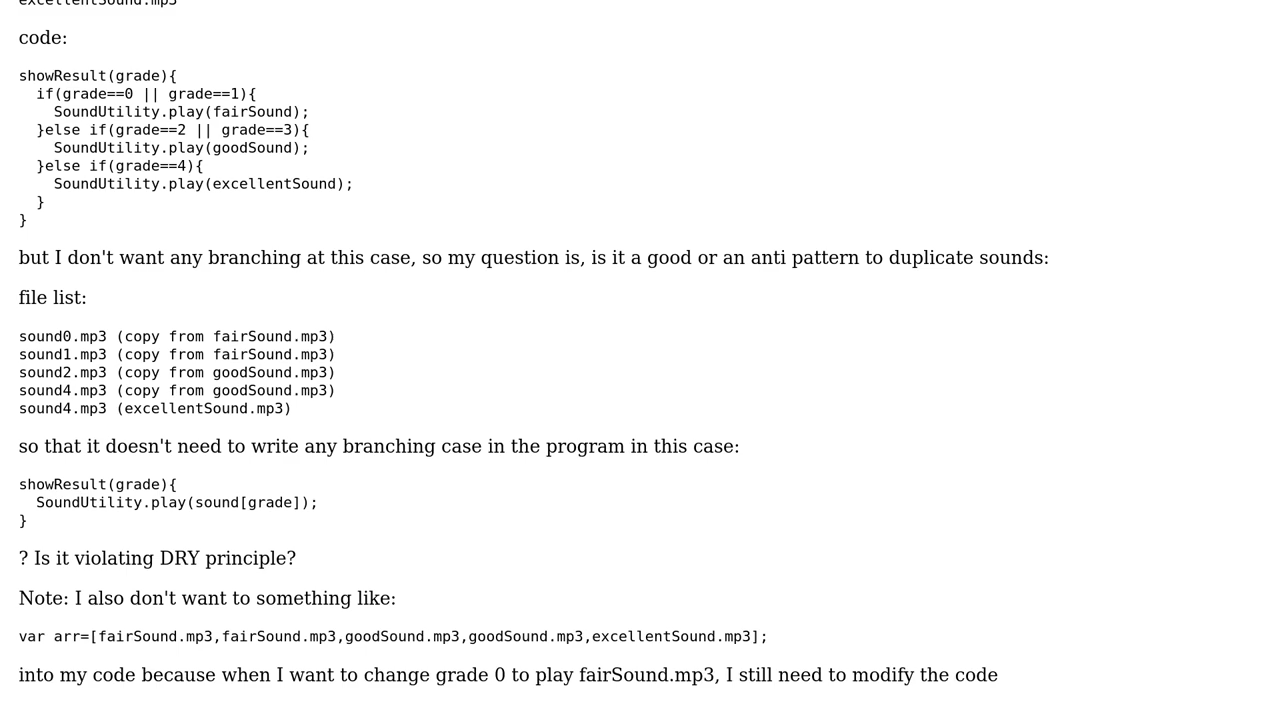 excellentSound.mp3
code:
showResult(grade){
  if(grade==0 || grade==1){
    SoundUtility.play(fairSound);
  }else if(grade==2 || grade==3){
    SoundUtility.play(goodSound);
  }else if(grade==4){
    SoundUtility.play(excellentSound);
  }
}
but I don't want any branching at this case, so my question is, is it a good or an anti pattern to duplicate sounds:
file list:
sound0.mp3 (copy from fairSound.mp3)
sound1.mp3 (copy from fairSound.mp3)
sound2.mp3 (copy from goodSound.mp3)
sound4.mp3 (copy from goodSound.mp3)
sound4.mp3 (excellentSound.mp3)
so that it doesn't need to write any branching case in the program in this case:
showResult(grade){
  SoundUtility.play(sound[grade]);
}
? Is it violating DRY principle?
Note: I also don't want to something like:
var arr=[fairSound.mp3,fairSound.mp3,goodSound.mp3,goodSound.mp3,excellentSound.mp3];
into my code because when I want to change grade 0 to play fairSound.mp3, I still need to modify the code